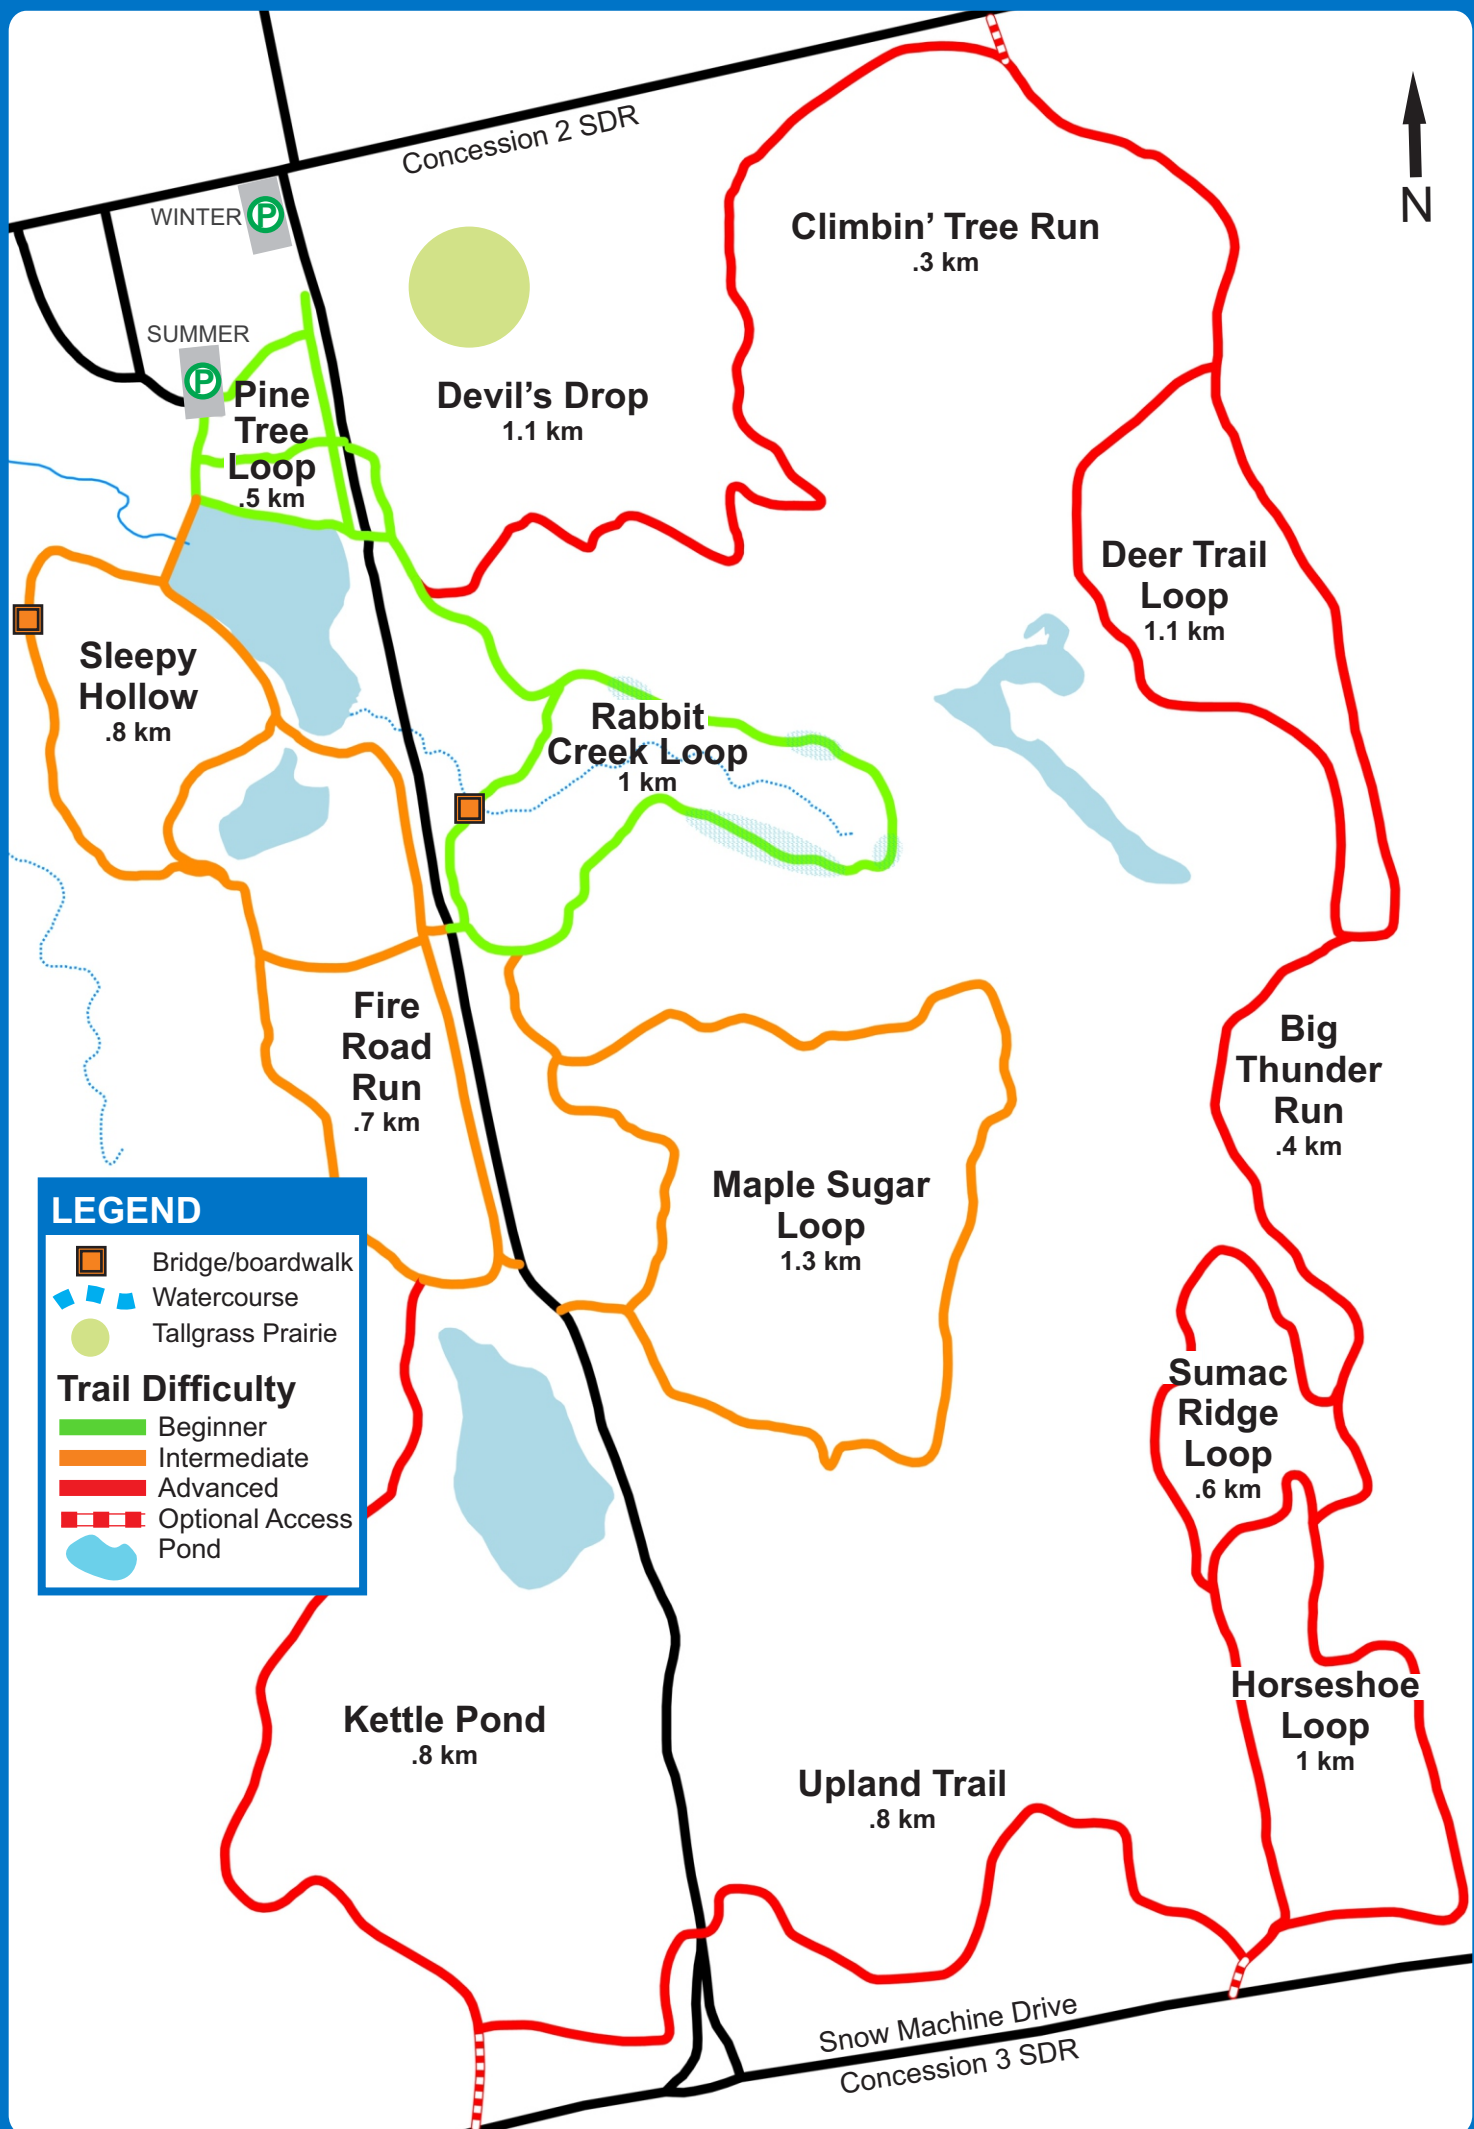 Concession 2 SDR
N
WINTER
P
Climbin’ Tree Run
.3 km
SUMMER
P
Pine
Tree
Loop
.5 km
Devil’s Drop
1.1 km
Deer Trail
Loop
1.1 km
Sleepy
Hollow
.8 km
Rabbit
Creek Loop
1 km
Fire
Road
Run
.7 km
Big
Thunder
Run
.4 km
Maple Sugar
Loop
1.3 km
LEGEND
Bridge/boardwalk
Watercourse
Tallgrass Prairie
Trail Difficulty
Beginner
Intermediate
Advanced
Optional Access
Pond
Sumac
Ridge
Loop
.6 km
Kettle Pond
.8 km
Horseshoe
Loop
1 km
Upland Trail
.8 km
Snow Machine Drive
Concession 3 SDR